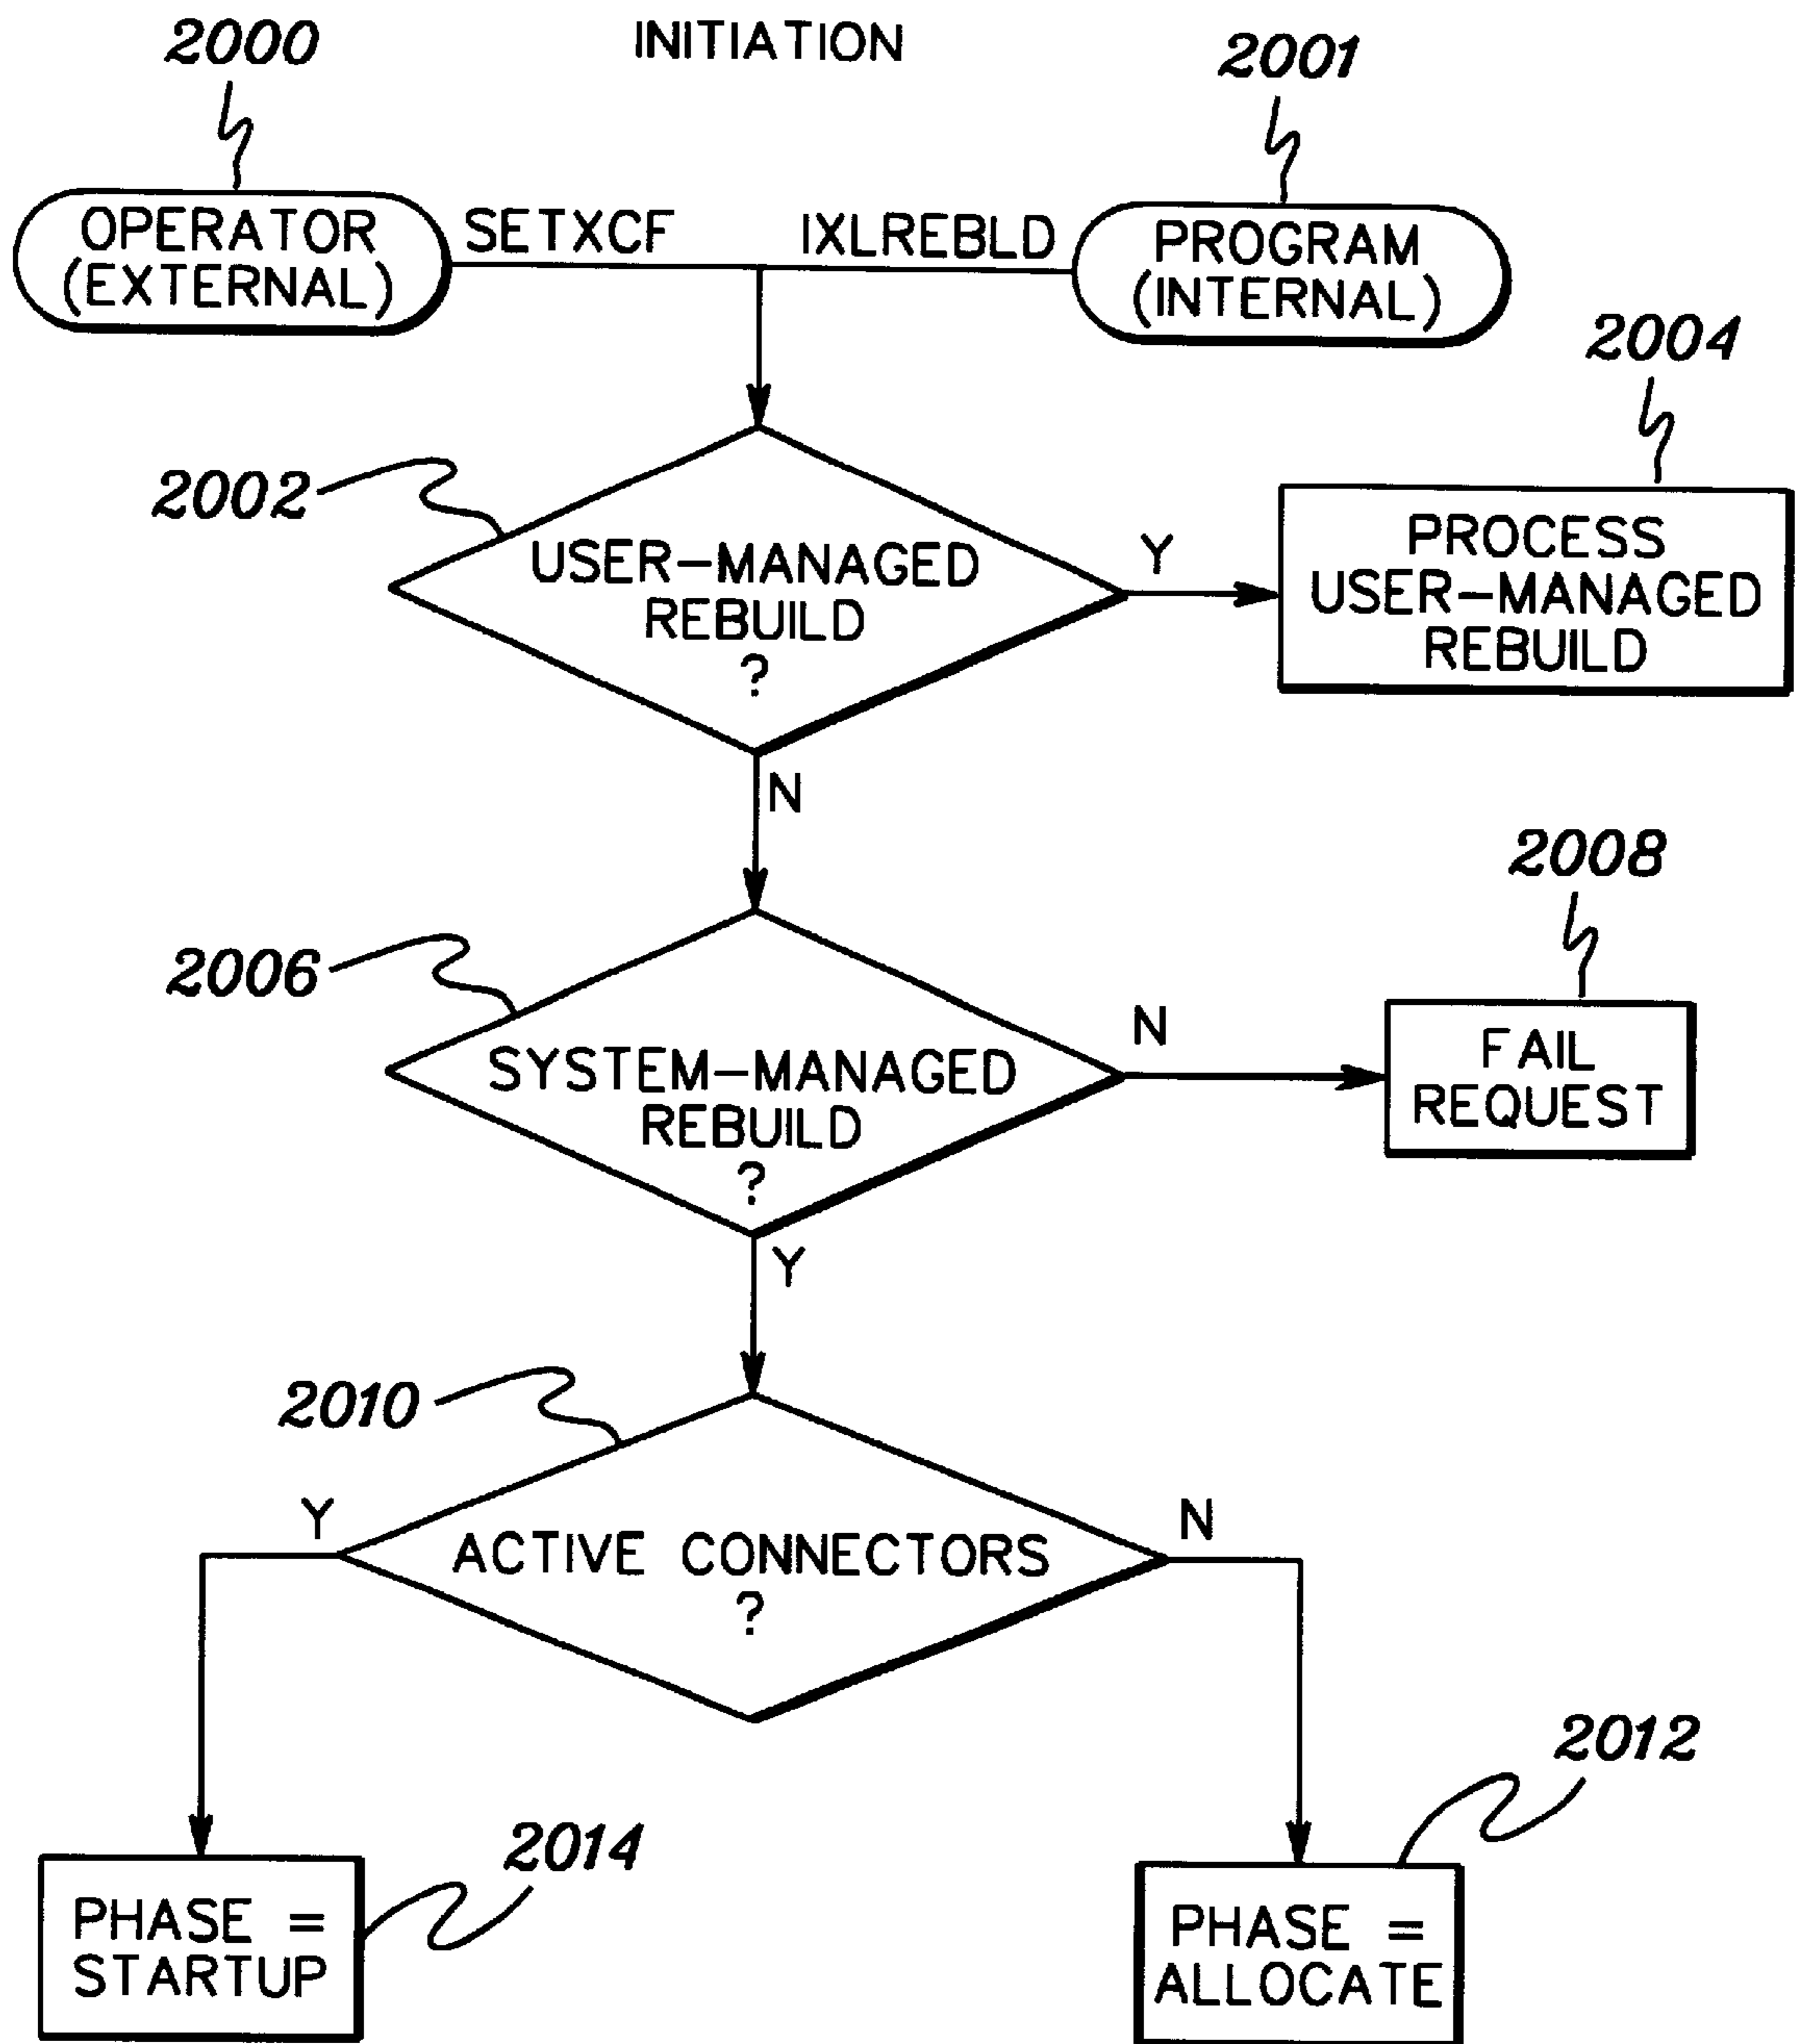 INITIATION
2000
2001
OPERATOR
(EXTERNAL)
SETXCF
IXLREBLD
PROGRAM
(INTERNAL)
2004
2002
USER-MANAGED
REBUILD
?
Y
PROCESS
USER-MANAGED
REBUILD
N
2008
2006
SYSTEM-MANAGED
REBUILD
?
N
FAIL
REQUEST
Y
2010
Y
ACTIVE CONNECTORS
?
N
2012
2014
PHASE =
STARTUP
PHASE =
ALLOCATE